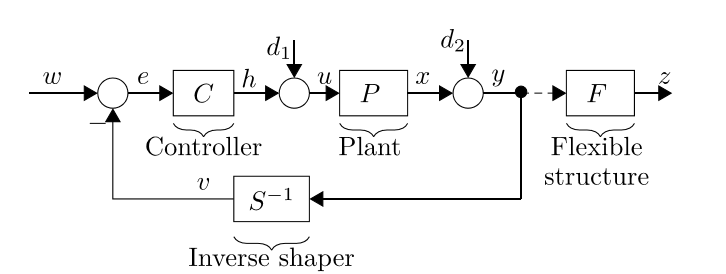 w e C h d₁ u P x d₂ y F z
−
Controller Plant Flexible
structure
v S⁻¹
Inverse shaper